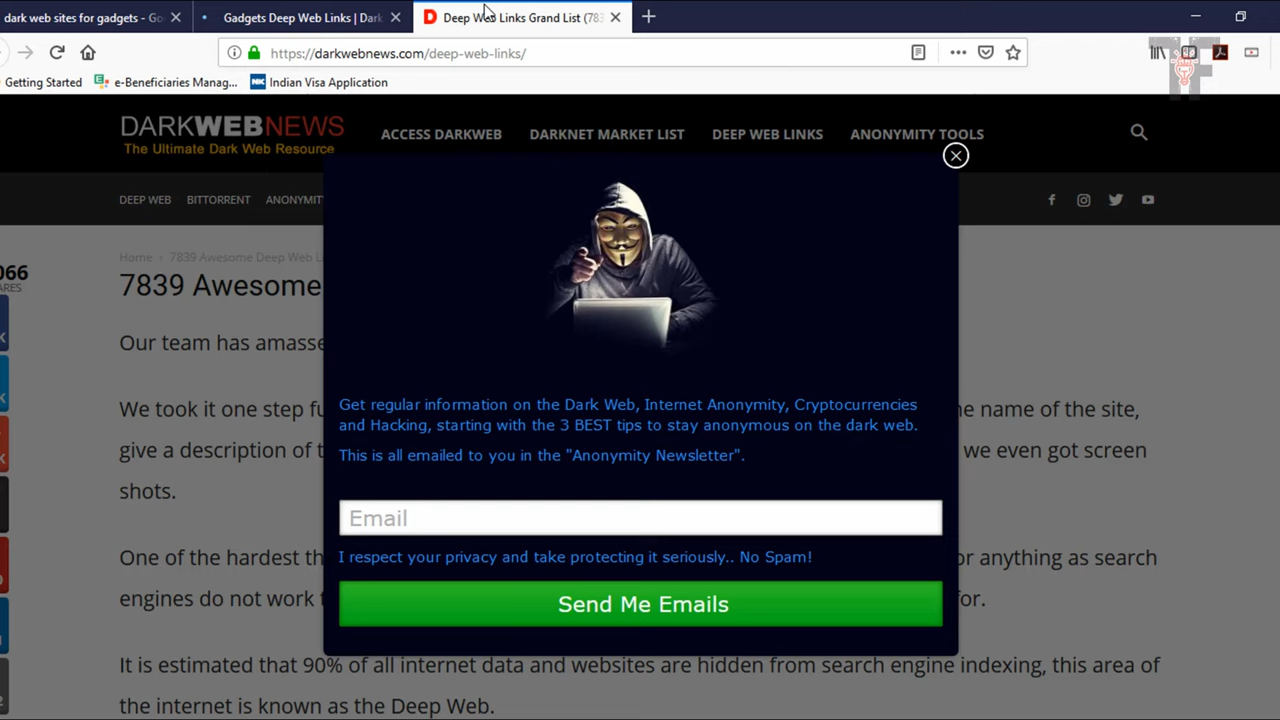 dark web sites for gadgets - Go
Gadgets Deep Web Links | Dark
Deep Web Links Grand List (783
https://darkwebnews.com/deep-web-links/
Getting Started
e-Beneficiaries Manag...
Indian Visa Application
DARKWEBNEWS
The Ultimate Dark Web Resource
ACCESS DARKWEB
DARKNET MARKET LIST
DEEP WEB LINKS
ANONYMITY TOOLS
DEEP WEB
BITTORRENT
ANONYMIT
066
ARES
Home
7839 Awesome Deep Web L
7839 Awesome
Our team has amasse
We took it one step fu
e name of the site,
give a description of t
we even got screen
shots.
One of the hardest th
or anything as search
engines do not work t
for.
It is estimated that 90% of all internet data and websites are hidden from search engine indexing, this area of
the internet is known as the Deep Web.
Get regular information on the Dark Web, Internet Anonymity, Cryptocurrencies
and Hacking, starting with the 3 BEST tips to stay anonymous on the dark web.
This is all emailed to you in the "Anonymity Newsletter".
Email
I respect your privacy and take protecting it seriously.. No Spam!
Send Me Emails